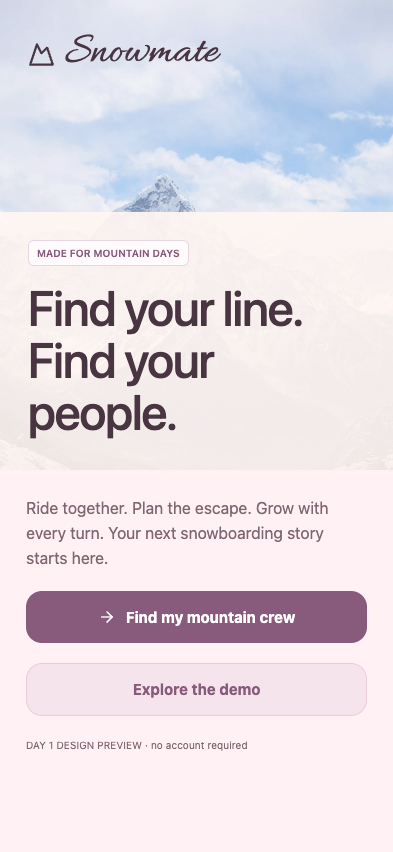 Snowmate
MADE FOR MOUNTAIN DAYS
Find your line.
Find your
people.
Ride together. Plan the escape. Grow with
every turn. Your next snowboarding story
starts here.
Find my mountain crew
Explore the demo
DAY 1 DESIGN PREVIEW · no account required